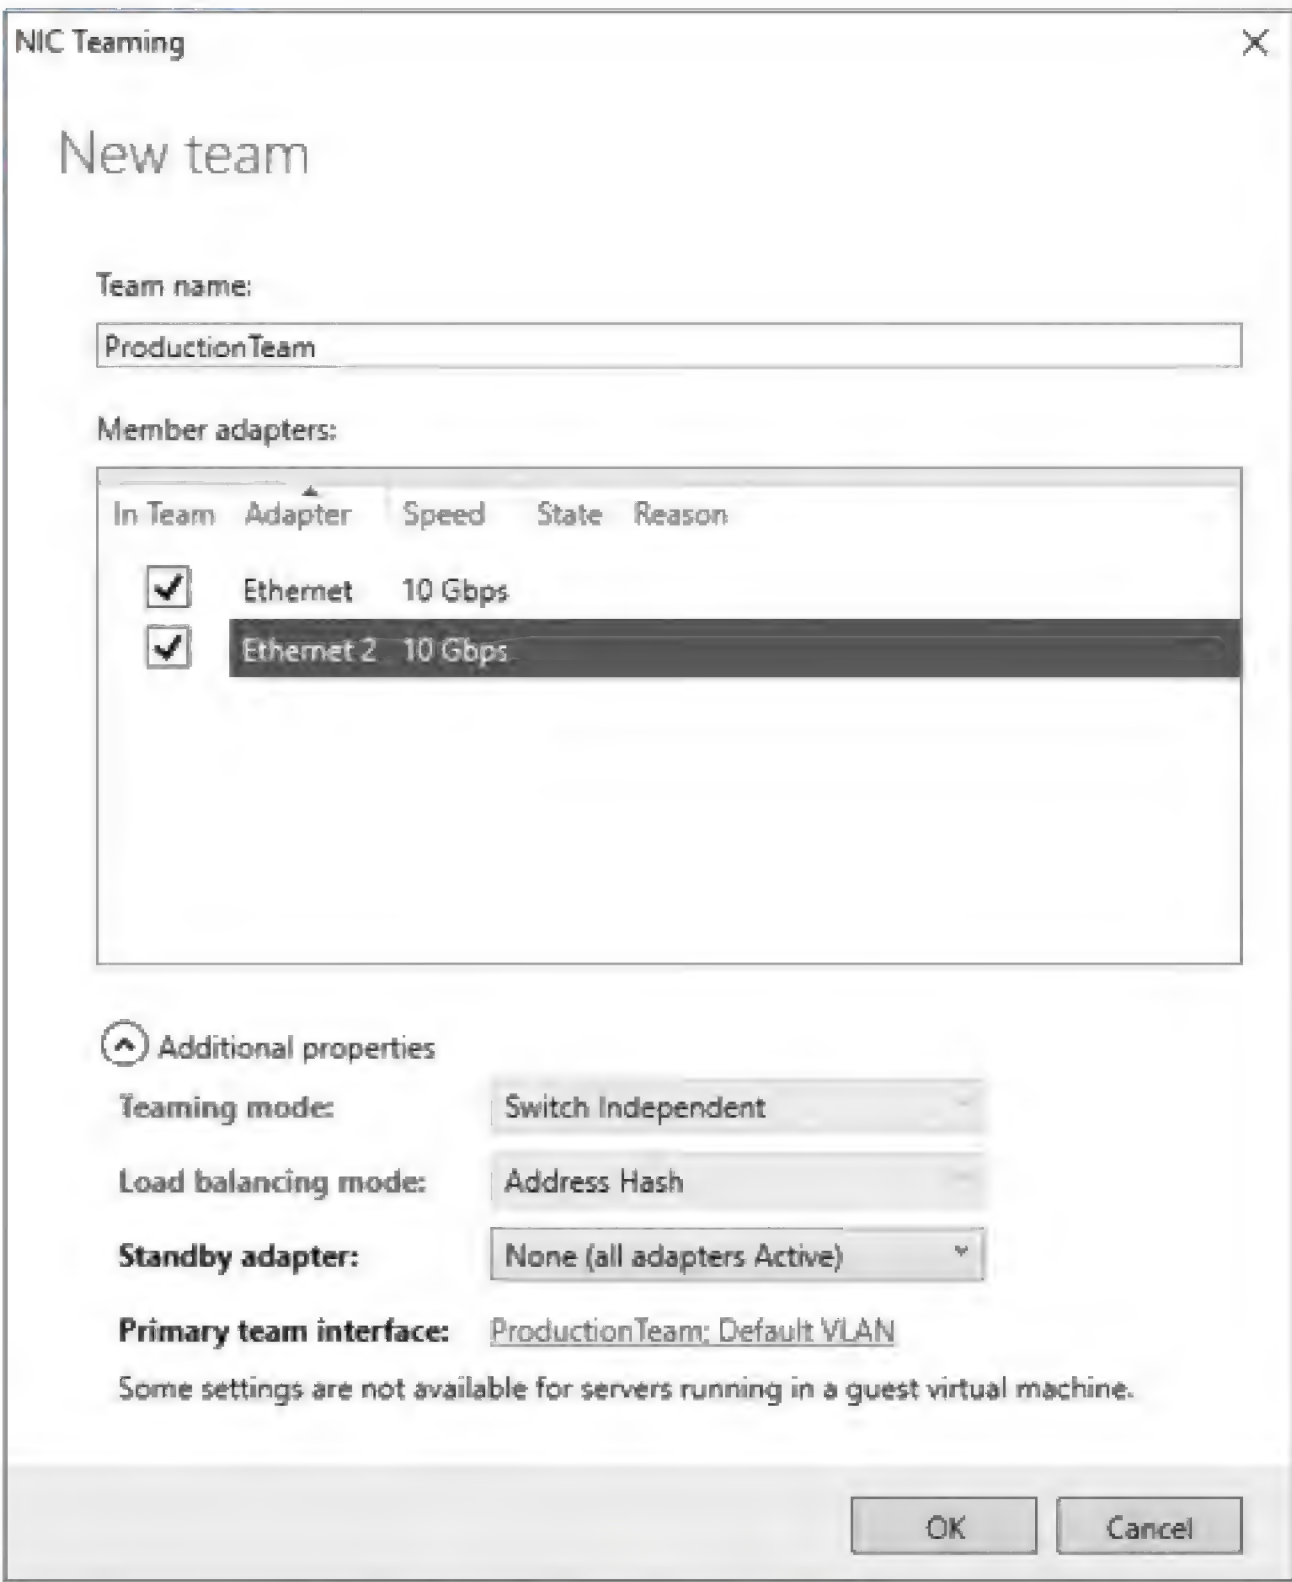 NIC Teaming
New team
Team name:
ProductionTeam
Member adapters:
In Team Adapter Speed State Reason
Ethernet 10 Gbps
Ethernet 2 10 Gbps
Additional properties
Teaming mode: Switch Independent
Load balancing mode: Address Hash
Standby adapter: None (all adapters Active)
Primary team interface: ProductionTeam; Default VLAN
Some settings are not available for servers running in a guest virtual machine.
OK Cancel